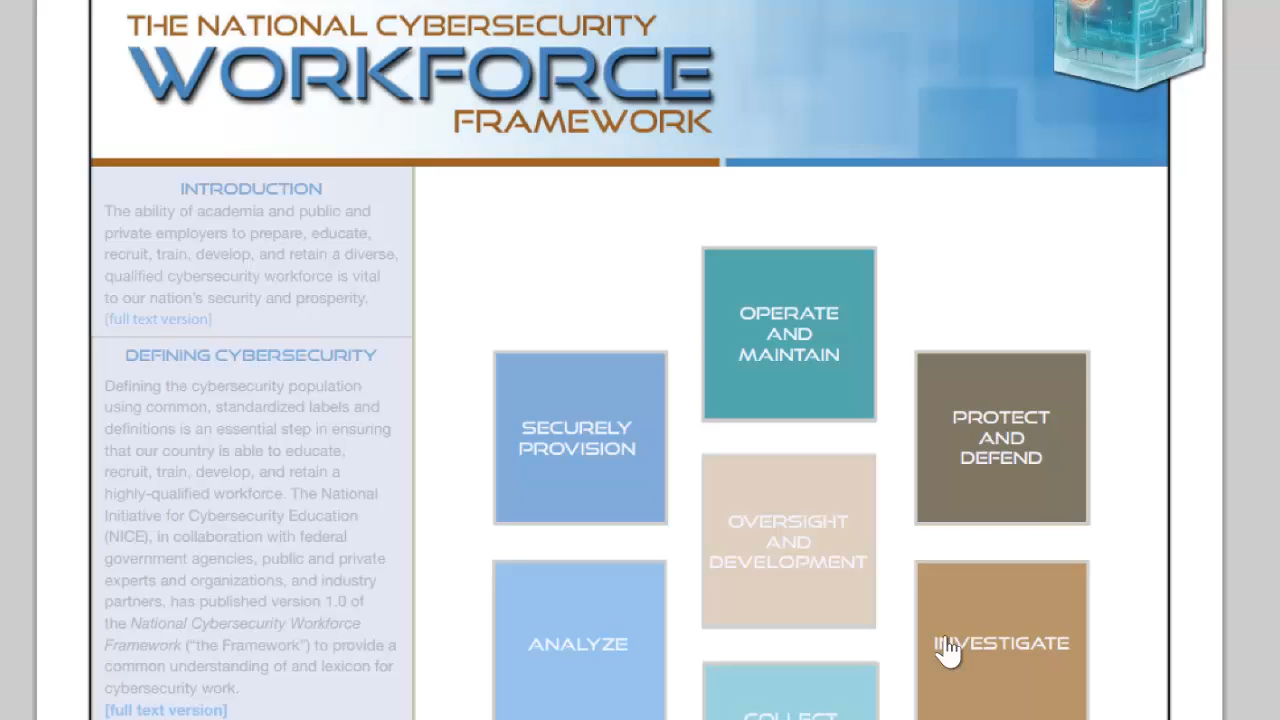 THE NATIONAL CYBERSECURITY
WORKFORCE
FRAMEWORK
INTRODUCTION
The ability of academia and public and
private employers to prepare, educate,
recruit, train, develop, and retain a diverse,
qualified cybersecurity workforce is vital
to our nation's security and prosperity.
[full text version]
DEFINING CYBERSECURITY
Defining the cybersecurity population
using common, standardized labels and
definitions is an essential step in ensuring
that our country is able to educate,
recruit, train, develop, and retain a
highly-qualified workforce. The National
Initiative for Cybersecurity Education
(NICE), in collaboration with federal
government agencies, public and private
experts and organizations, and industry
partners, has published version 1.0 of
the National Cybersecurity Workforce
Framework ("the Framework") to provide a
common understanding of and lexicon for
cybersecurity work.
[full text version]
OPERATE
AND
MAINTAIN
SECURELY
PROVISION
PROTECT
AND
DEFEND
OVERSIGHT
AND
DEVELOPMENT
ANALYZE
INVESTIGATE
COLLECT